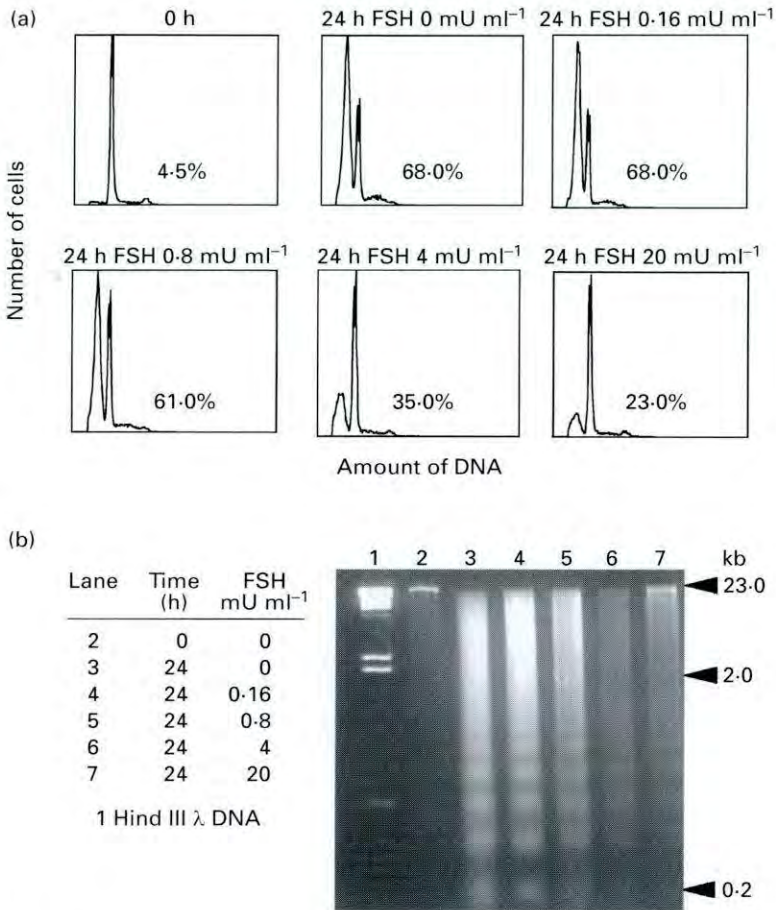 (a)
0 h
24 h FSH 0 mU ml⁻¹
24 h FSH 0·16 mU ml⁻¹
4·5%
68·0%
68·0%
24 h FSH 0·8 mU ml⁻¹
24 h FSH 4 mU ml⁻¹
24 h FSH 20 mU ml⁻¹
61·0%
35·0%
23·0%
Number of cells
Amount of DNA
(b)
Lane Time (h) FSH mU ml⁻¹
2 0 0
3 24 0
4 24 0·16
5 24 0·8
6 24 4
7 24 20
1 Hind III λ DNA
1 2 3 4 5 6 7 kb
23·0
2·0
0·2